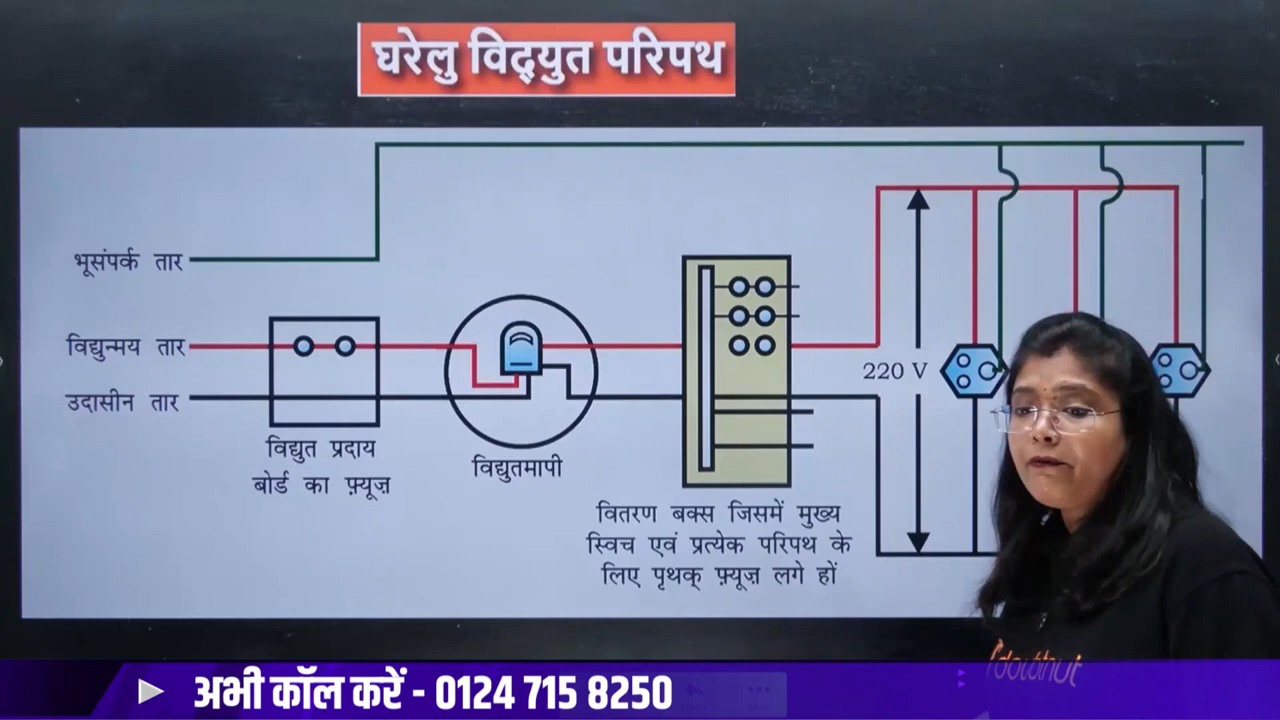 घरेलु विद्युत परिपथ
भूसंपर्क तार
विद्युन्मय तार
उदासीन तार
विद्युत प्रदाय
बोर्ड का फ़्यूज़
विद्युतमापी
वितरण बक्स जिसमें मुख्य
स्विच एवं प्रत्येक परिपथ के
लिए पृथक् फ़्यूज़ लगे हों
220 V
doubtnut
अभी कॉल करें - 0124 715 8250